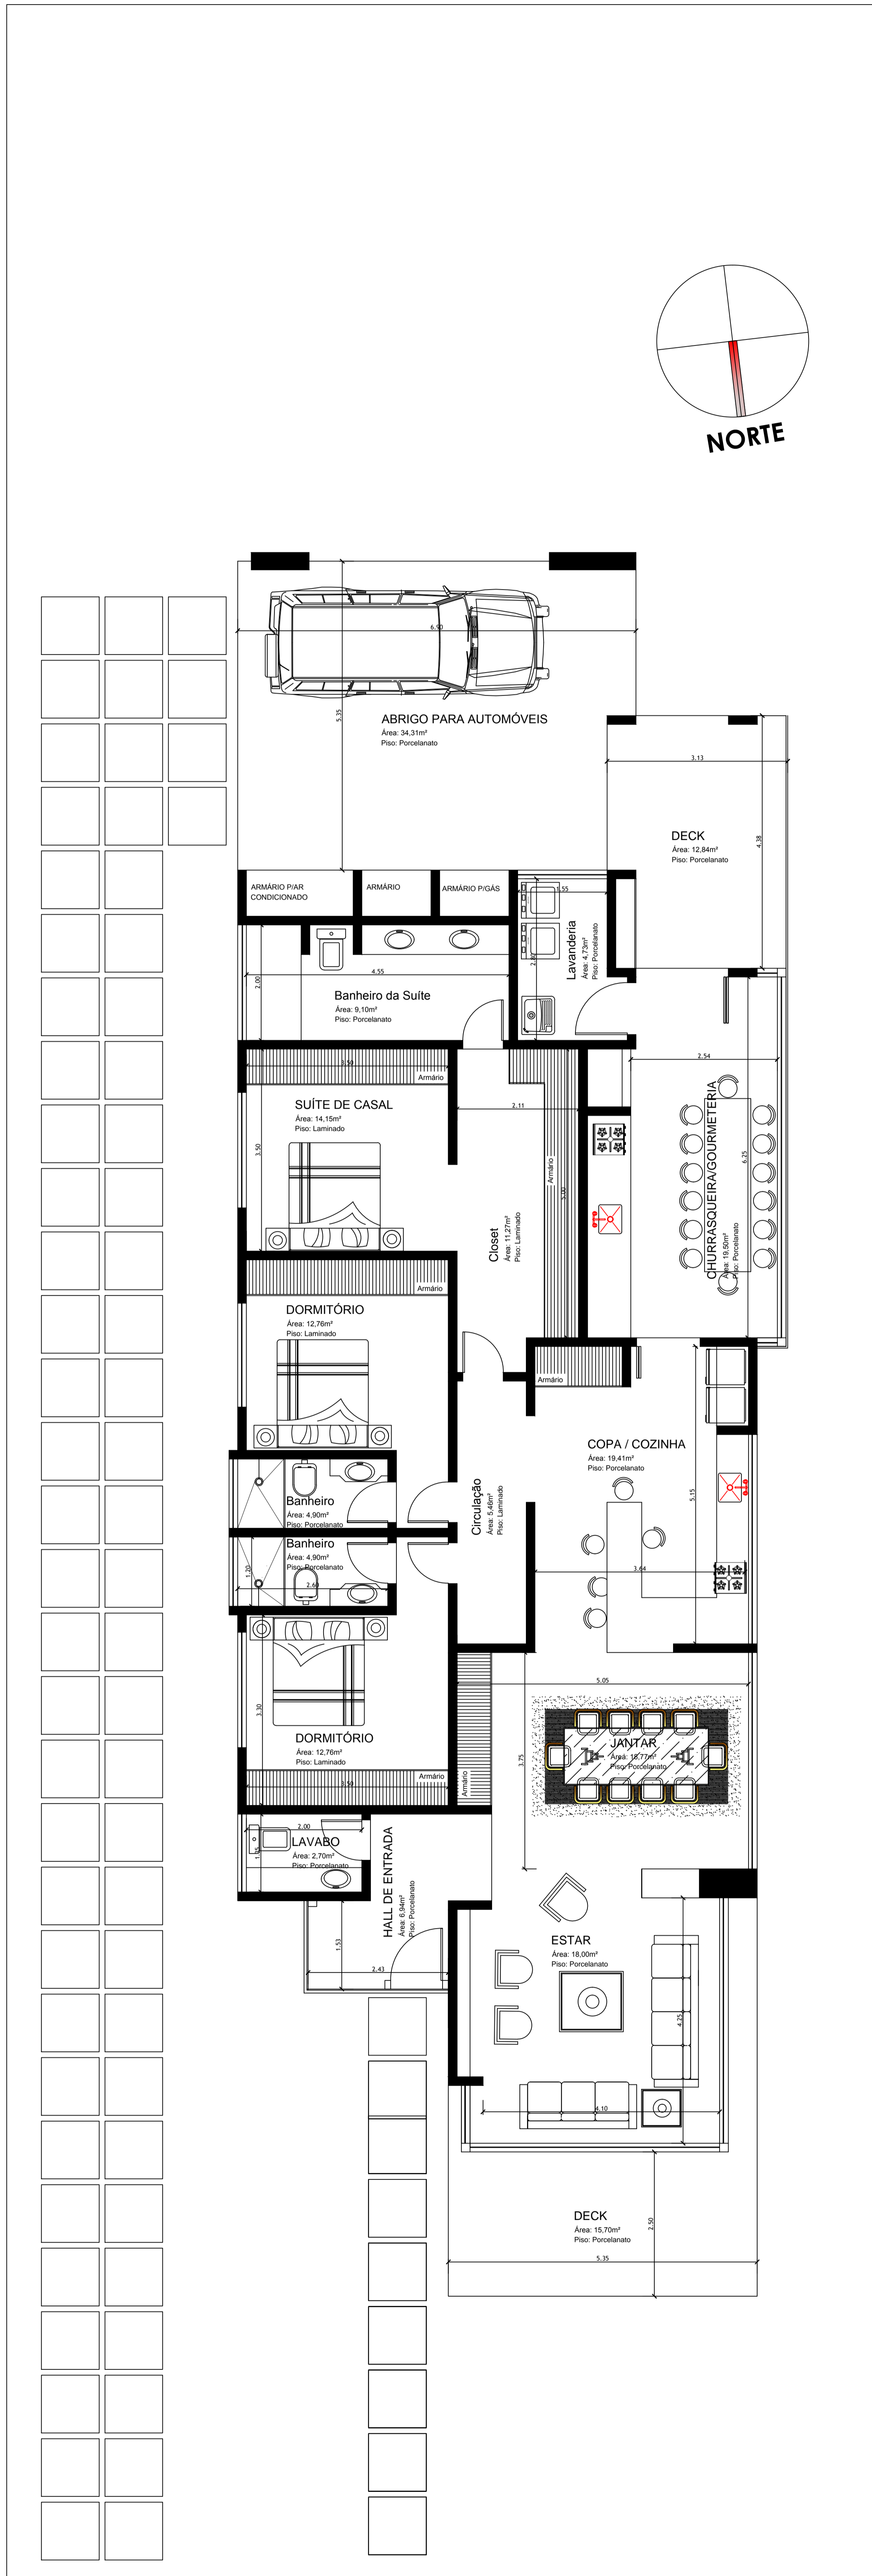 NORTE
6.90
5.35
ABRIGO PARA AUTOMÓVEIS
Área: 34,31m²
Piso: Porcelanato
3.13
DECK
Área: 12,84m²
Piso: Porcelanato
4.38
ARMÁRIO P/AR
CONDICIONADO
ARMÁRIO
ARMÁRIO P/GÁS
1.55
Lavanderia
Área: 4,73m²
Piso: Porcelanato
2.80
4.55
2.00
Banheiro da Suíte
Área: 9,10m²
Piso: Porcelanato
3.50
Armário
SUÍTE DE CASAL
Área: 14,15m²
Piso: Laminado
3.50
2.11
Armário
5.00
Closet
Área: 11,27m²
Piso: Laminado
2.54
CHURRASQUEIRA/GOURMETERIA
Área: 19,50m²
Piso: Porcelanato
6.25
Armário
DORMITÓRIO
Área: 12,76m²
Piso: Laminado
Armário
COPA / COZINHA
Área: 19,41m²
Piso: Porcelanato
5.15
3.64
Circulação
Área: 5,46m²
Piso: Laminado
Banheiro
Área: 4,90m²
Piso: Porcelanato
Banheiro
Área: 4,90m²
Piso: Porcelanato
1.20
2.60
3.30
DORMITÓRIO
Área: 12,76m²
Piso: Laminado
Armário
3.50
Armário
5.05
3.75
JANTAR
Piso: Porcelanato
2.00
LAVABO
Área: 2,70m²
Piso: Porcelanato
HALL DE ENTRADA
Área: 6,94m²
Piso: Porcelanato
1.53
2.43
ESTAR
Área: 18,00m²
Piso: Porcelanato
4.25
4.10
DECK
Área: 15,70m²
Piso: Porcelanato
2.50
5.35